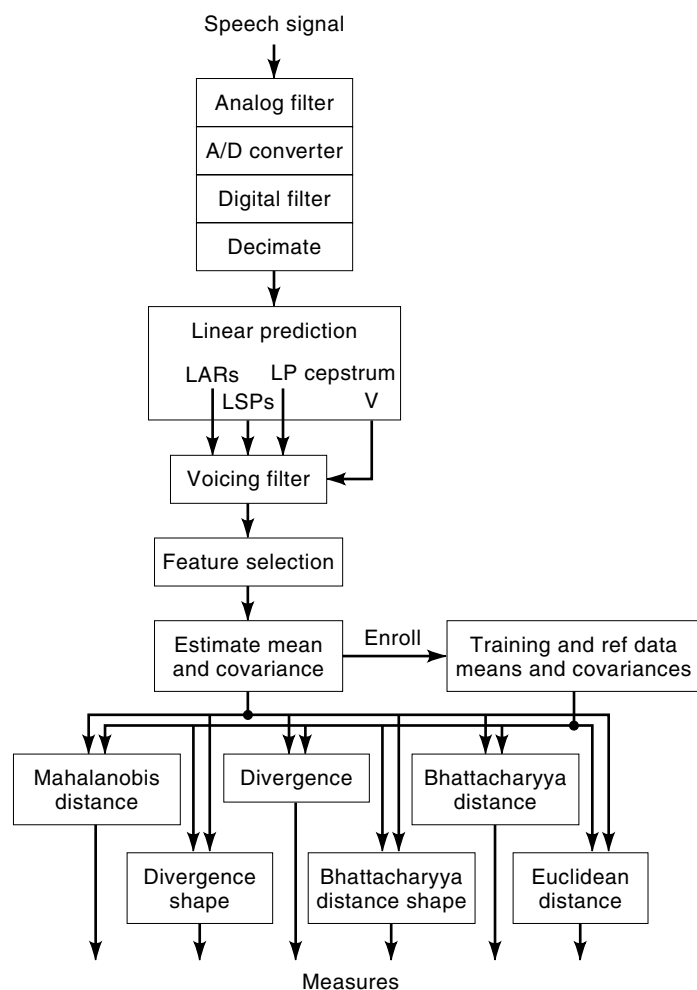 Speech signal
Analog filter
A/D converter
Digital filter
Decimate
Linear prediction
LARs
LP cepstrum
LSPs
V
Voicing filter
Feature selection
Estimate mean
and covariance
Enroll
Training and ref data
means and covariances
Mahalanobis
distance
Divergence
Bhattacharyya
distance
Divergence
shape
Bhattacharyya
distance shape
Euclidean
distance
Measures